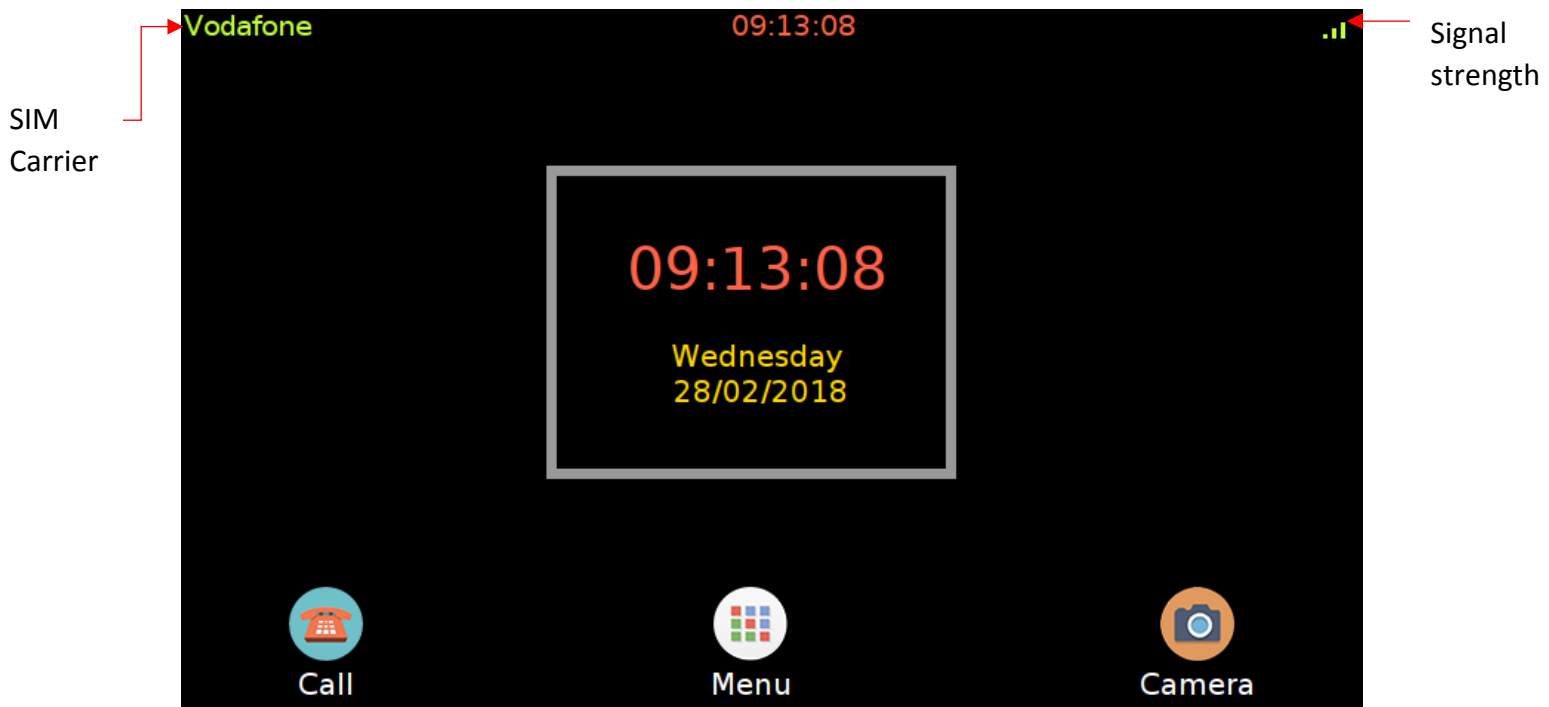 Vodafone
09:13:08
Signal
strength
SIM
Carrier
09:13:08
Wednesday
28/02/2018
Call
Menu
Camera